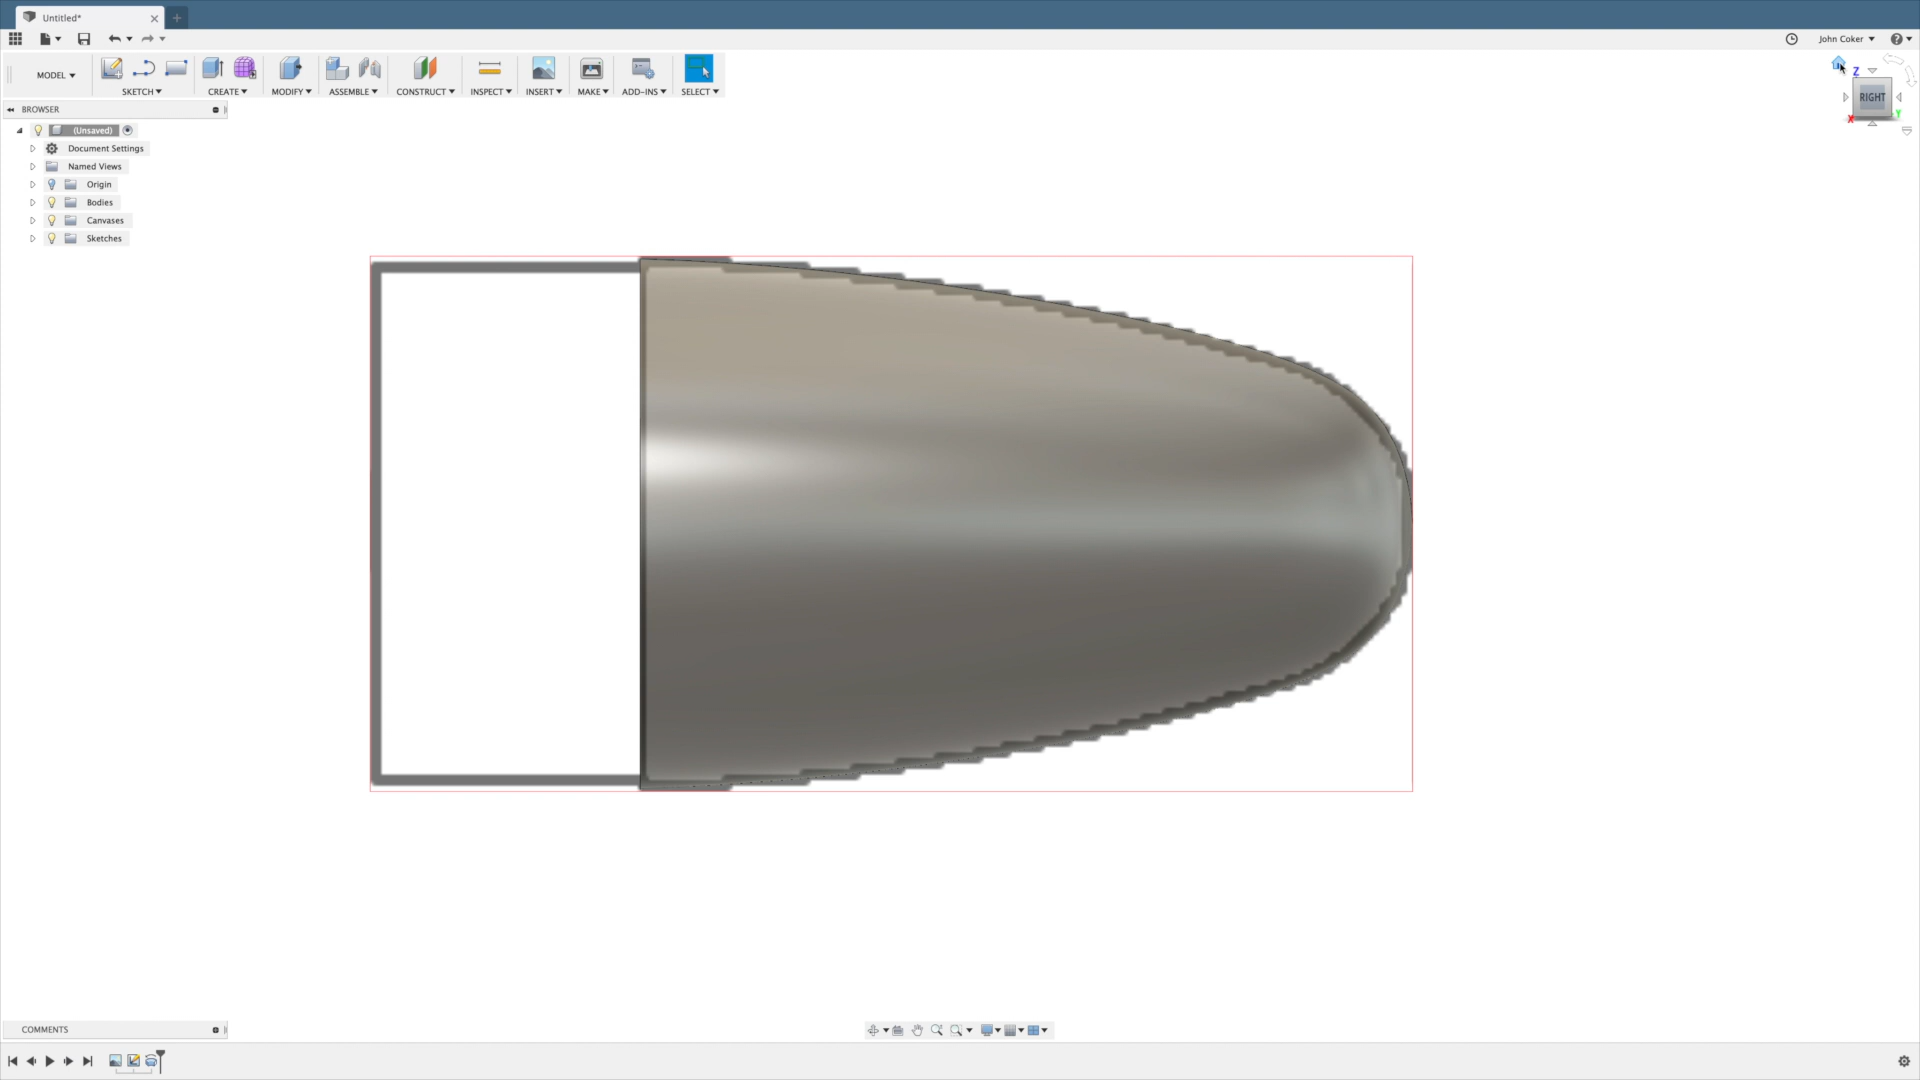 Untitled*
John Coker
MODEL
SKETCH
CREATE
MODIFY
ASSEMBLE
CONSTRUCT
INSPECT
INSERT
MAKE
ADD-INS
SELECT
Z
RIGHT
X
Y
BROWSER
(Unsaved)
Document Settings
Named Views
Origin
Bodies
Canvases
Sketches
COMMENTS